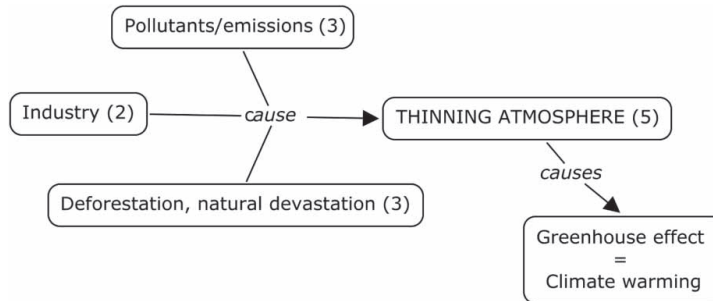 Pollutants/emissions (3)
Industry (2)
cause
THINNING ATMOSPHERE (5)
Deforestation, natural devastation (3)
causes
Greenhouse effect
=
Climate warming